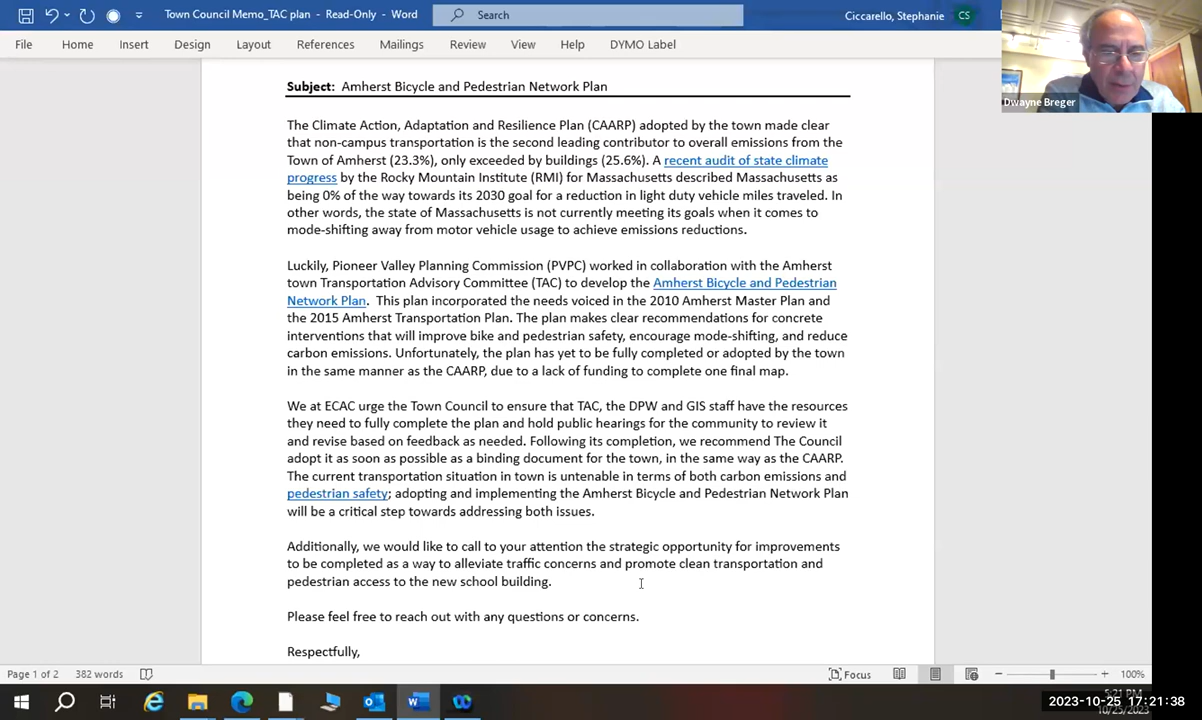 Town Council Memo_TAC plan - Read-Only - Word
Search
Ciccarello, Stephanie
CS
File Home Insert Design Layout References Mailings Review View Help DYMO Label
Dwayne Breger
Subject: Amherst Bicycle and Pedestrian Network Plan
The Climate Action, Adaptation and Resilience Plan (CAARP) adopted by the town made clear
that non-campus transportation is the second leading contributor to overall emissions from the
Town of Amherst (23.3%), only exceeded by buildings (25.6%). A recent audit of state climate
progress by the Rocky Mountain Institute (RMI) for Massachusetts described Massachusetts as
being 0% of the way towards its 2030 goal for a reduction in light duty vehicle miles traveled. In
other words, the state of Massachusetts is not currently meeting its goals when it comes to
mode-shifting away from motor vehicle usage to achieve emissions reductions.
Luckily, Pioneer Valley Planning Commission (PVPC) worked in collaboration with the Amherst
town Transportation Advisory Committee (TAC) to develop the Amherst Bicycle and Pedestrian
Network Plan. This plan incorporated the needs voiced in the 2010 Amherst Master Plan and
the 2015 Amherst Transportation Plan. The plan makes clear recommendations for concrete
interventions that will improve bike and pedestrian safety, encourage mode-shifting, and reduce
carbon emissions. Unfortunately, the plan has yet to be fully completed or adopted by the town
in the same manner as the CAARP, due to a lack of funding to complete one final map.
We at ECAC urge the Town Council to ensure that TAC, the DPW and GIS staff have the resources
they need to fully complete the plan and hold public hearings for the community to review it
and revise based on feedback as needed. Following its completion, we recommend The Council
adopt it as soon as possible as a binding document for the town, in the same way as the CAARP.
The current transportation situation in town is untenable in terms of both carbon emissions and
pedestrian safety; adopting and implementing the Amherst Bicycle and Pedestrian Network Plan
will be a critical step towards addressing both issues.
Additionally, we would like to call to your attention the strategic opportunity for improvements
to be completed as a way to alleviate traffic concerns and promote clean transportation and
pedestrian access to the new school building.
Please feel free to reach out with any questions or concerns.
Respectfully,
Page 1 of 2 382 words Focus 100%
5:21 PM
10/25/2023
2023-10-25 17:21:38